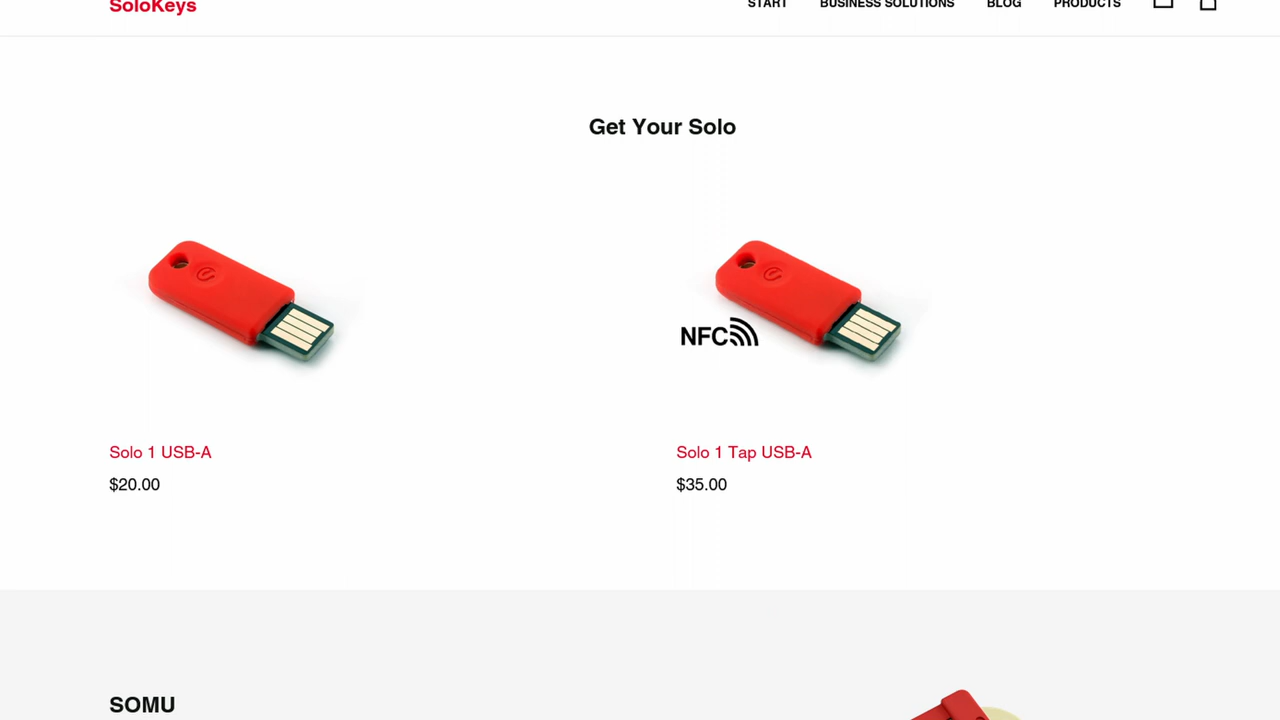 SoloKeys
START BUSINESS SOLUTIONS BLOG PRODUCTS
Get Your Solo
NFC
Solo 1 USB-A
$20.00
Solo 1 Tap USB-A
$35.00
SOMU